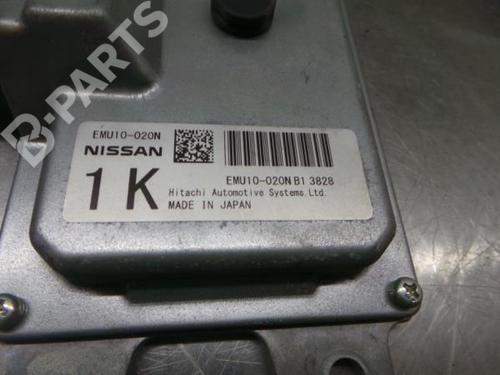 B-PARTS
EMU10-020N
NISSAN
1K
EMU10-020N B1 3828
Hitachi Automotive Systems,Ltd.
MADE IN JAPAN